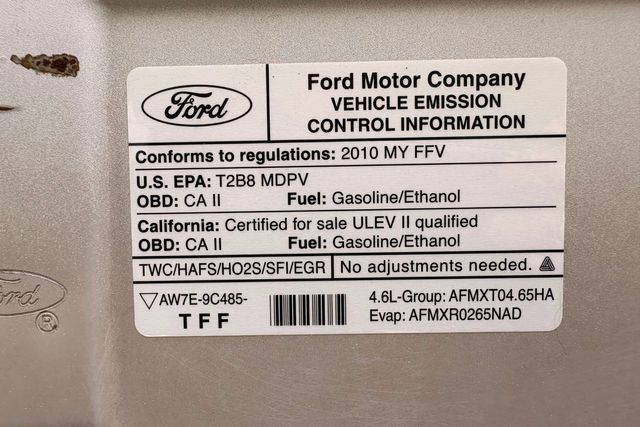 Ford
Ford Motor Company
VEHICLE EMISSION
CONTROL INFORMATION
Conforms to regulations: 2010 MY FFV
U.S. EPA: T2B8 MDPV
OBD: CA II Fuel: Gasoline/Ethanol
California: Certified for sale ULEV II qualified
OBD: CA II Fuel: Gasoline/Ethanol
TWC/HAFS/HO2S/SFI/EGR No adjustments needed.
AW7E-9C485- 4.6L-Group: AFMXT04.65HA
TFF Evap: AFMXR0265NAD
Ford
®